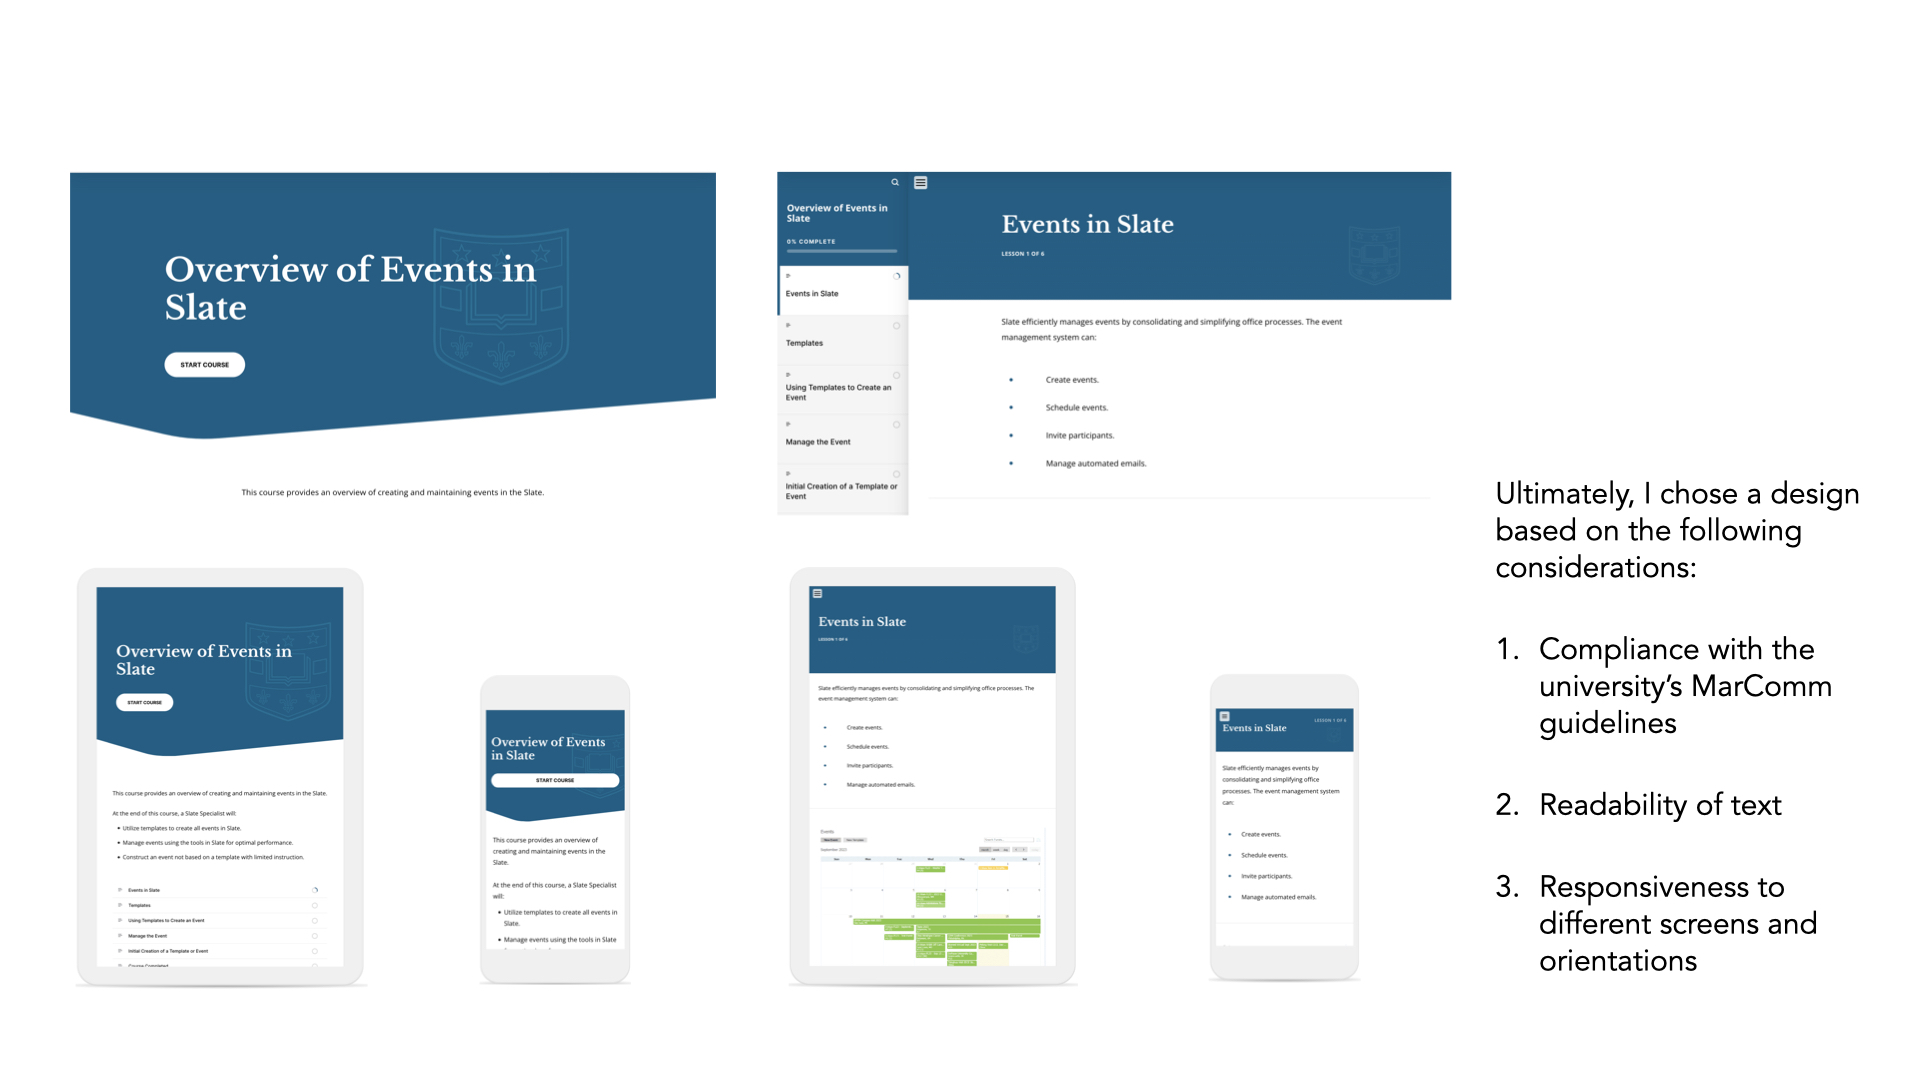 Overview of Events in
Slate
START COURSE
This course provides an overview of creating and maintaining events in the Slate.
Overview of Events in
Slate
0% COMPLETE
Events in Slate
Templates
Using Templates to Create an
Event
Manage the Event
Initial Creation of a Template or
Event
Events in Slate
LESSON 1 OF 6
Slate efficiently manages events by consolidating and simplifying office processes. The event
management system can:
• Create events.
• Schedule events.
• Invite participants.
• Manage automated emails.
Overview of Events in
Slate
START COURSE
This course provides an overview of creating and maintaining events in the Slate.
At the end of this course, a Slate Specialist will:
• Utilize templates to create all events in Slate.
• Manage events using the tools in Slate for optimal performance.
• Construct an event not based on a template with limited instruction.
Events in Slate
Templates
Using Templates to Create an Event
Manage the Event
Initial Creation of a Template or Event
Course Completed
Overview of Events
in Slate
START COURSE
This course provides an overview of
creating and maintaining events in the
Slate.
At the end of this course, a Slate Specialist
will:
• Utilize templates to create all events in
Slate.
• Manage events using the tools in Slate
Events in Slate
LESSON 1 OF 6
Slate efficiently manages events by consolidating and simplifying office processes. The
event management system can:
• Create events.
• Schedule events.
• Invite participants.
• Manage automated emails.
Events
September 2023
LESSON 1 OF 6
Events in Slate
Slate efficiently manages events by
consolidating and simplifying office
processes. The event management system
can:
• Create events.
• Schedule events.
• Invite participants.
• Manage automated emails.
Ultimately, I chose a design
based on the following
considerations:
1. Compliance with the
university’s MarComm
guidelines
2. Readability of text
3. Responsiveness to
different screens and
orientations